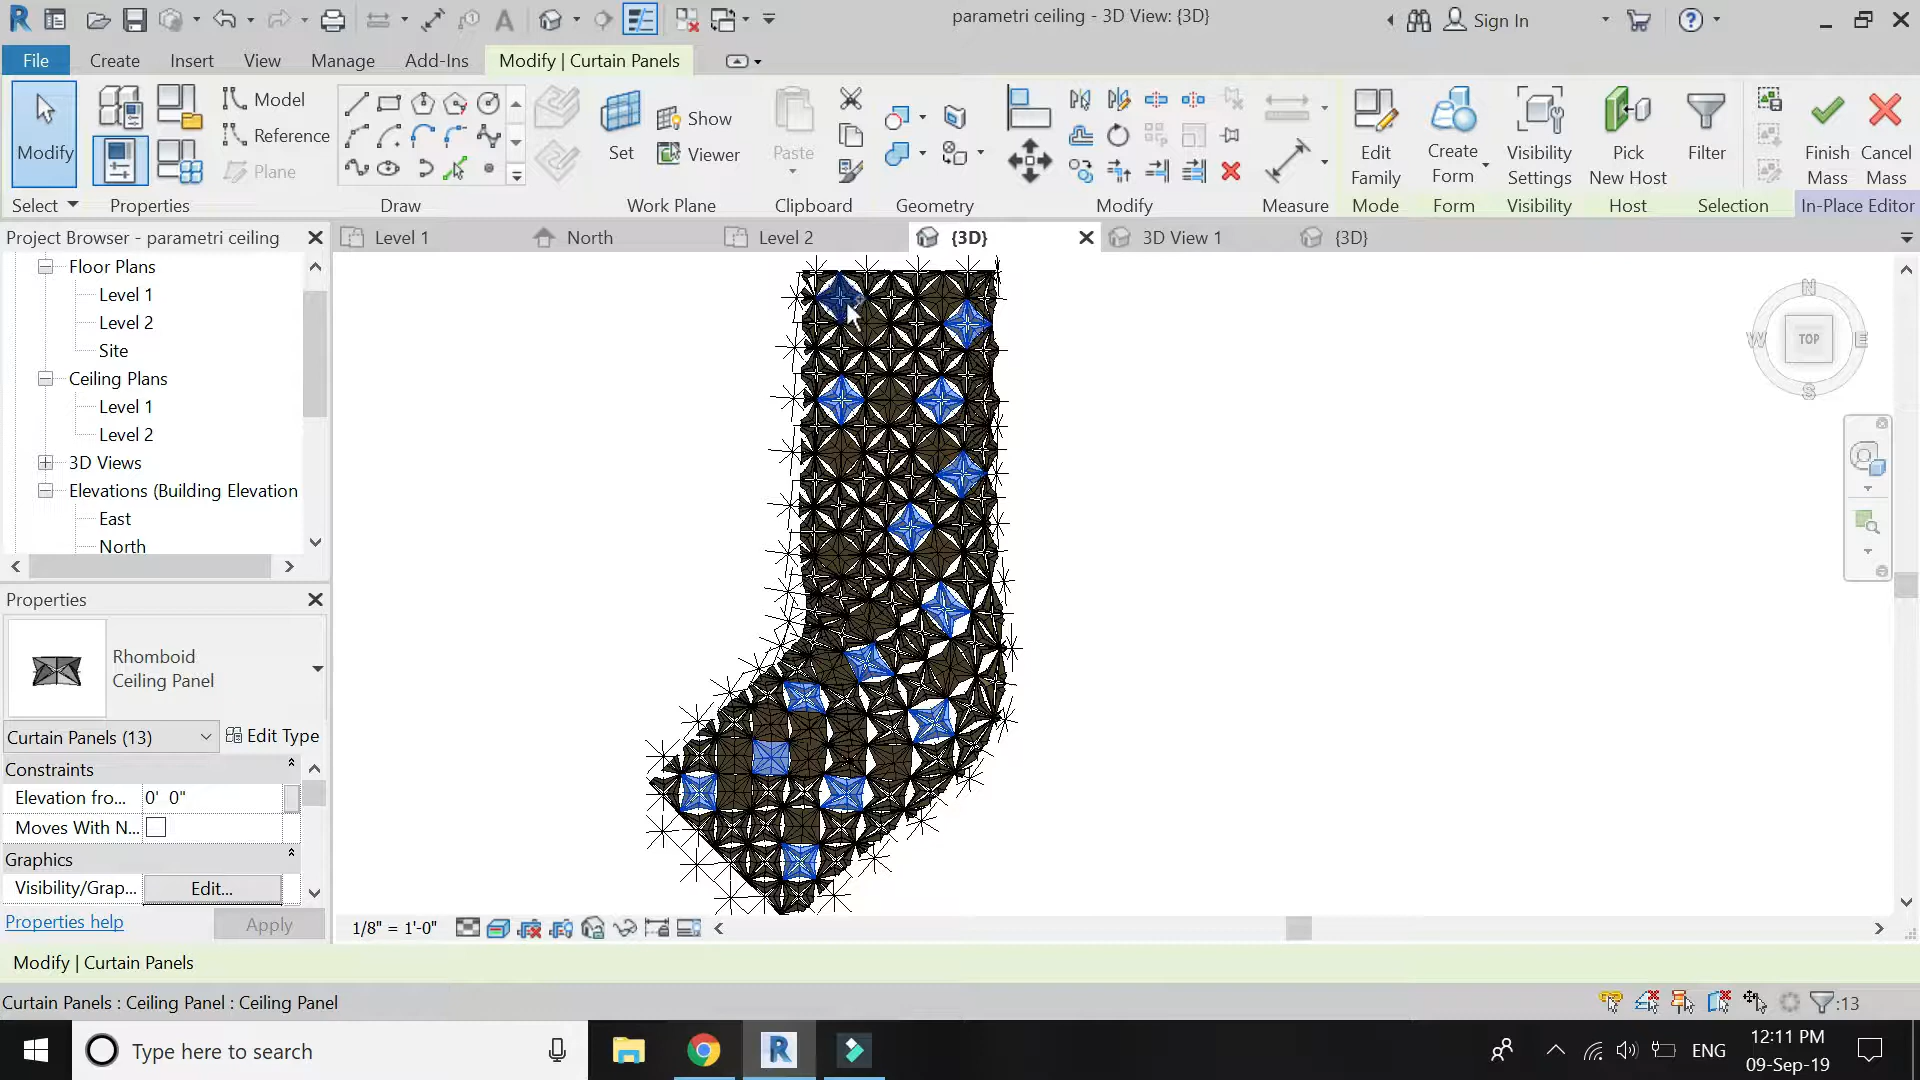 parametri ceiling - 3D View: {3D}
Sign In
File
Create
Insert
View
Manage
Add-Ins
Modify | Curtain Panels
Modify
Model
Reference
Plane
Set
Show
Viewer
Paste
Edit
Family
Create
Form
Visibility
Settings
Pick
New Host
Filter
Finish
Mass
Cancel
Mass
Select
Properties
Draw
Work Plane
Clipboard
Geometry
Modify
Measure
Mode
Form
Visibility
Host
Selection
In-Place Editor
Project Browser - parametri ceiling
Level 1
North
Level 2
{3D}
3D View 1
{3D}
Floor Plans
Level 1
Level 2
Site
Ceiling Plans
Level 1
Level 2
3D Views
Elevations (Building Elevation
East
North
N
W
TOP
E
S
Properties
Rhomboid
Ceiling Panel
Curtain Panels (13)
Edit Type
Constraints
Elevation fro...
0' 0"
Moves With N...
Graphics
Visibility/Grap...
Edit...
Properties help
Apply
1/8" = 1'-0"
Modify | Curtain Panels
Curtain Panels : Ceiling Panel : Ceiling Panel
:13
Type here to search
ENG
12:11 PM
09-Sep-19